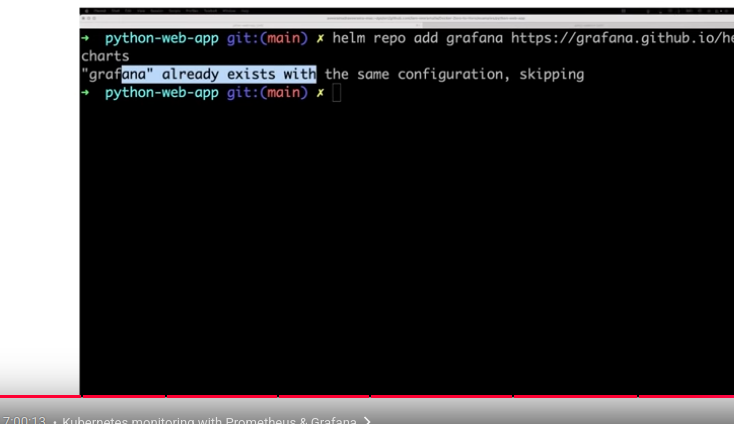 → python-web-app git:(main) ✗ helm repo add grafana https://grafana.github.io/he
charts
"grafana" already exists with the same configuration, skipping
→ python-web-app git:(main) ✗
7:00:13 • Kubernetes monitoring with Prometheus & Grafana >